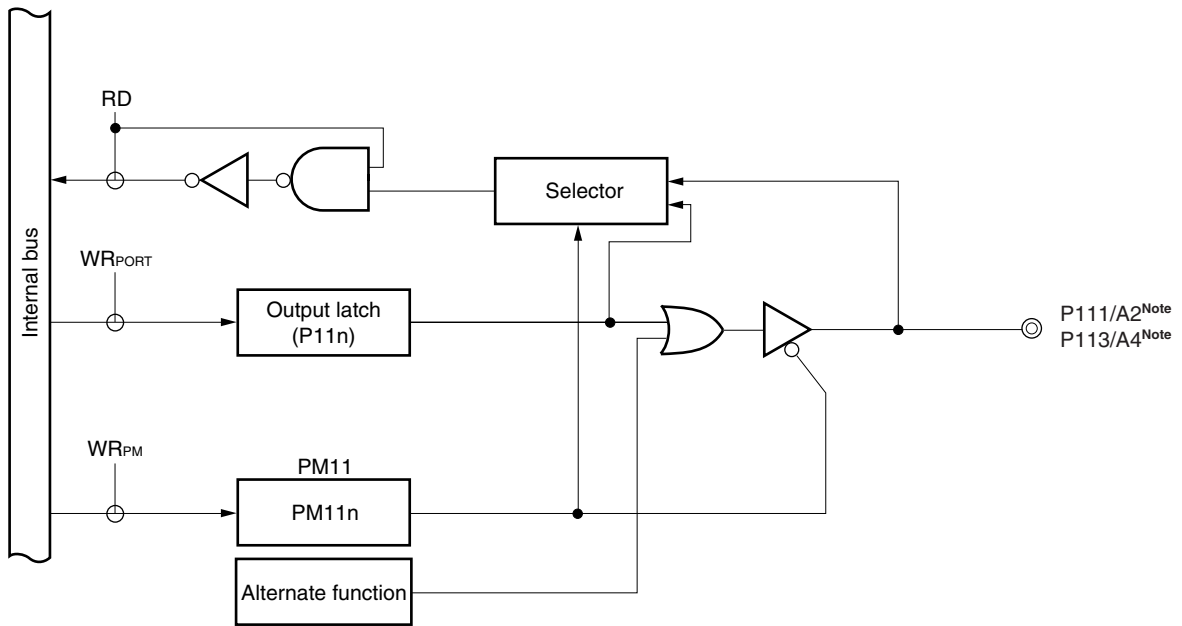 RD
Selector
Internal bus
WRPORT
Output latch
(P11n)
P111/A2Note
P113/A4Note
WRPM
PM11
PM11n
Alternate function